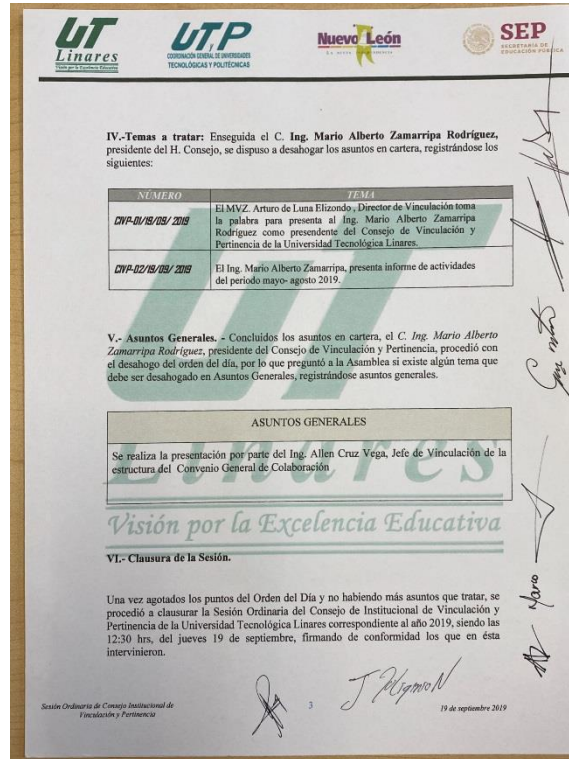 UT
Linares
UTP
COORDINACIÓN GENERAL DE UNIVERSIDADES
TECNOLÓGICAS Y POLITÉCNICAS
Nuevo León
SEP
SECRETARÍA DE
EDUCACIÓN PÚBLICA
IV.-Temas a tratar: Enseguida el C. Ing. Mario Alberto Zamarripa Rodríguez,
presidente del H. Consejo, se dispuso a desahogar los asuntos en cartera, registrándose los
siguientes:
NÚMERO TEMA
CIVP-01/19/09/ 2019
El MVZ. Arturo de Luna Elizondo , Director de Vinculación toma
la palabra para presenta al Ing. Mario Alberto Zamarripa
Rodríguez como presendente del Consejo de Vinculación y
Pertinencia de la Universidad Tecnológica Linares.
CIVP-02/19/09/ 2019
El Ing. Mario Alberto Zamarripa, presenta informe de actividades
del periodo mayo- agosto 2019.
V.- Asuntos Generales. - Concluidos los asuntos en cartera, el C. Ing. Mario Alberto
Zamarripa Rodríguez, presidente del Consejo de Vinculación y Pertinencia, procedió con
el desahogo del orden del día, por lo que preguntó a la Asamblea si existe algún tema que
debe ser desahogado en Asuntos Generales, registrándose asuntos generales.
ASUNTOS GENERALES
Se realiza la presentación por parte del Ing. Allen Cruz Vega, Jefe de Vinculación de la
estructura del Convenio General de Colaboración
Linares
Visión por la Excelencia Educativa
VI.- Clausura de la Sesión.
Una vez agotados los puntos del Orden del Día y no habiendo más asuntos que tratar, se
procedió a clausurar la Sesión Ordinaria del Consejo de Institucional de Vinculación y
Pertinencia de la Universidad Tecnológica Linares correspondiente al año 2019, siendo las
12:30 hrs, del jueves 19 de septiembre, firmando de conformidad los que en ésta
intervinieron.
Mario
Sesión Ordinaria de Consejo Institucional de
Vinculación y Pertinencia
3
19 de septiembre 2019